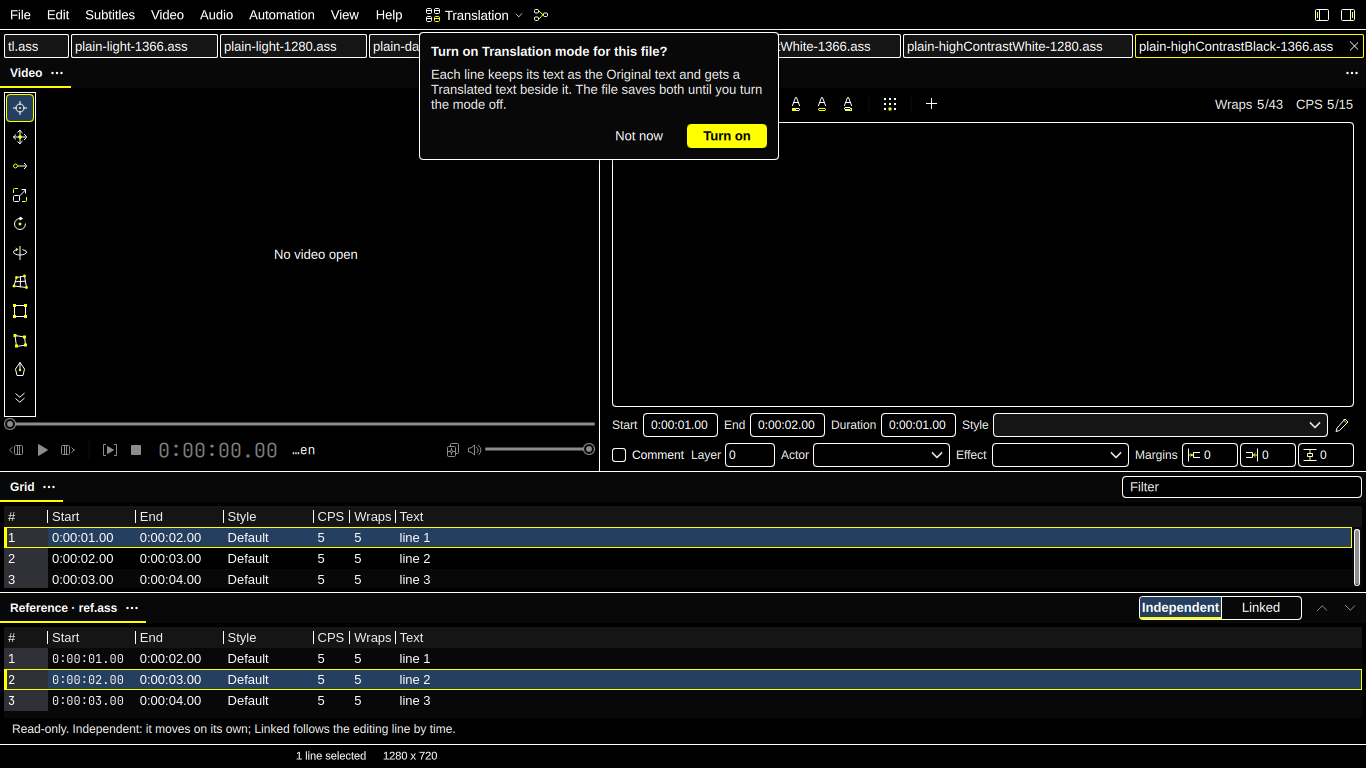 File Edit Subtitles Video Audio Automation View Help Translation
tl.ass plain-light-1366.ass plain-light-1280.ass plain-da White-1366.ass plain-highContrastWhite-1280.ass plain-highContrastBlack-1366.ass
Turn on Translation mode for this file?
Each line keeps its text as the Original text and gets a
Translated text beside it. The file saves both until you turn
the mode off.
Not now Turn on
Video ···
···
A A A Wraps 5/43 CPS 5/15
No video open
0:00:00.00 …en
Start 0:00:01.00 End 0:00:02.00 Duration 0:00:01.00 Style
Comment Layer 0 Actor Effect Margins 0 0 0
Grid ··· Filter
# Start End Style CPS Wraps Text
1 0:00:01.00 0:00:02.00 Default 5 5 line 1
2 0:00:02.00 0:00:03.00 Default 5 5 line 2
3 0:00:03.00 0:00:04.00 Default 5 5 line 3
Reference · ref.ass ··· Independent Linked
# Start End Style CPS Wraps Text
1 0:00:01.00 0:00:02.00 Default 5 5 line 1
2 0:00:02.00 0:00:03.00 Default 5 5 line 2
3 0:00:03.00 0:00:04.00 Default 5 5 line 3
Read-only. Independent: it moves on its own; Linked follows the editing line by time.
1 line selected 1280 x 720